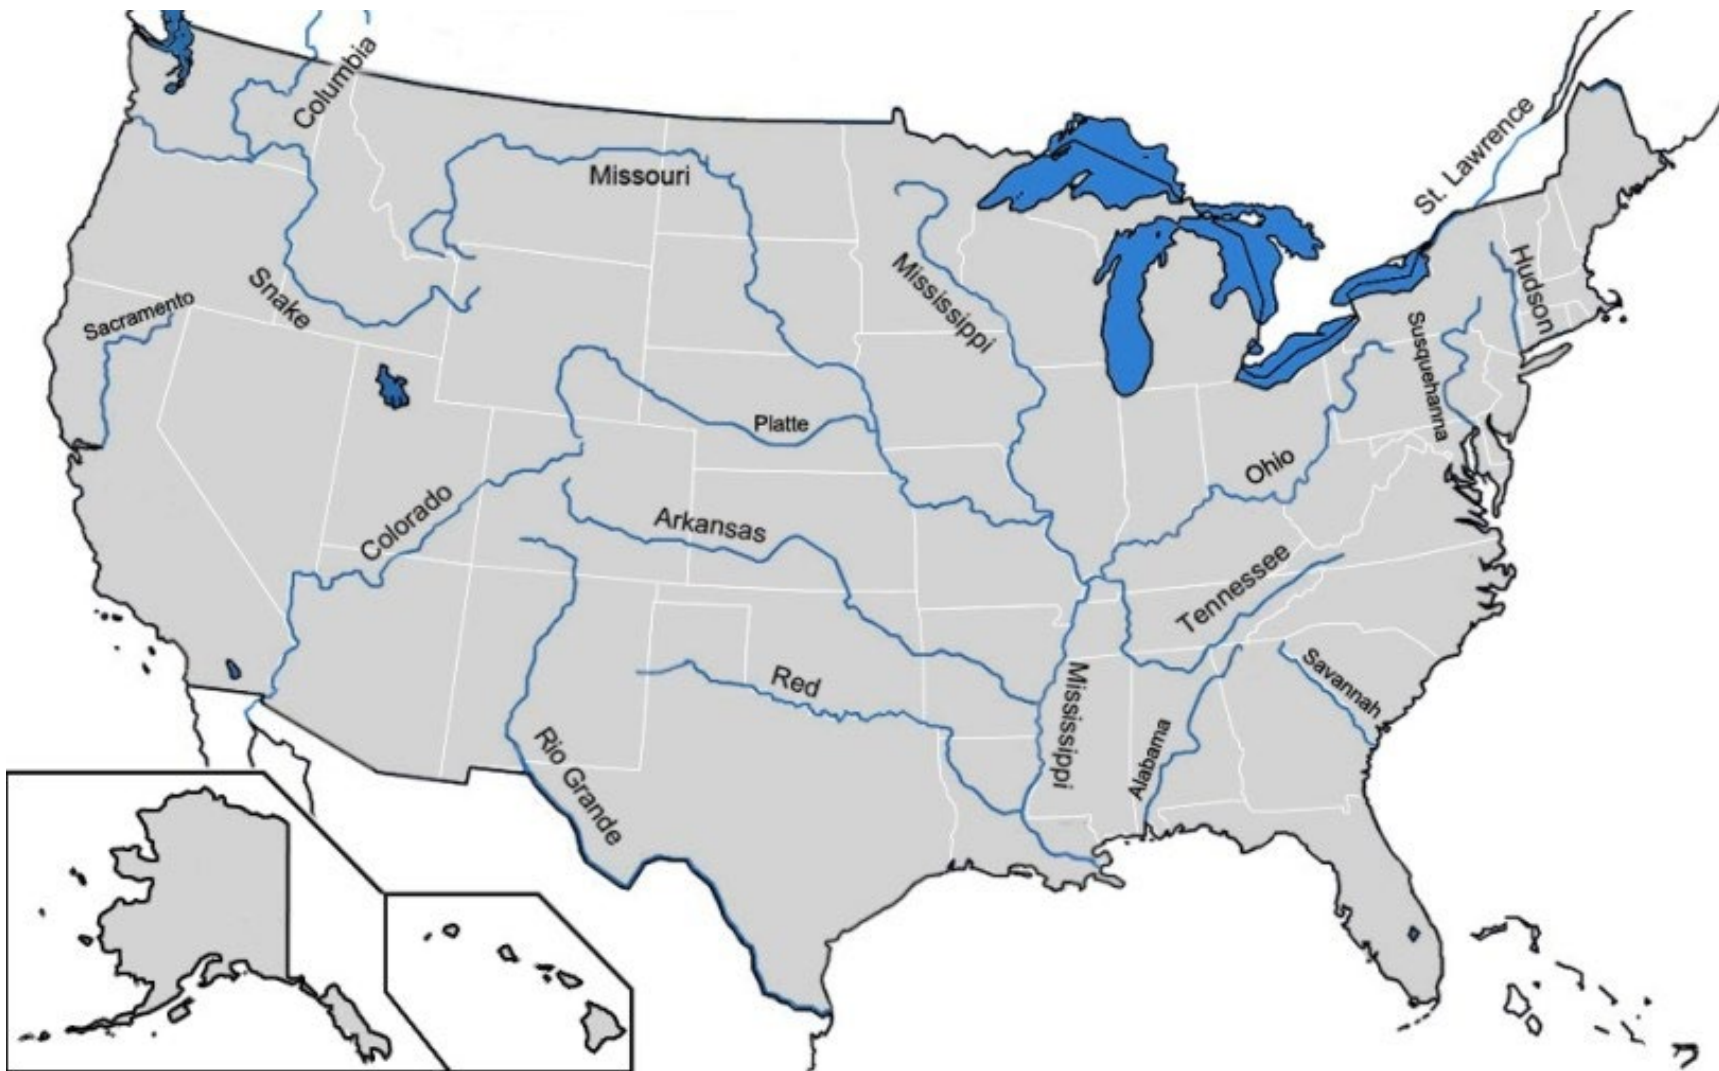 Columbia
St. Lawrence
Missouri
Mississippi
Hudson
Snake
Sacramento
Susquehanna
Platte
Ohio
Colorado
Arkansas
Tennessee
Red
Mississippi
Savannah
Alabama
Rio Grande